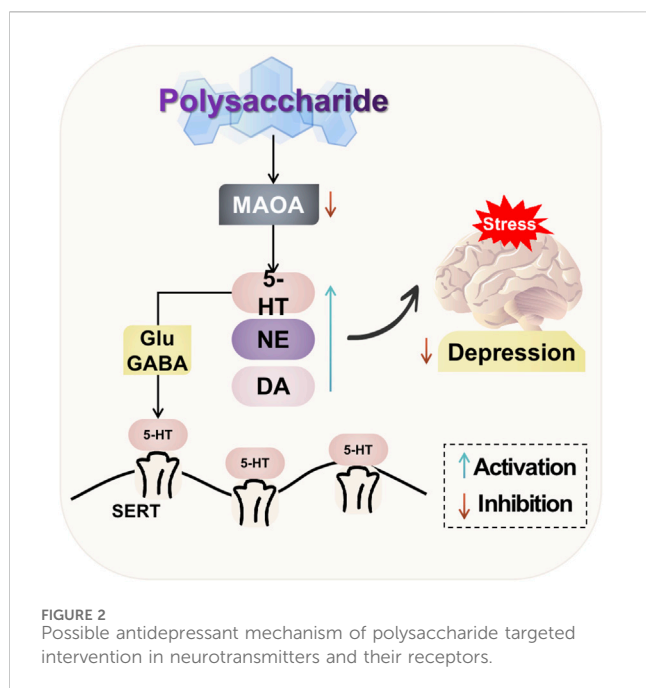 Polysaccharide
MAOA
Stress
5-
HT
NE
DA
Glu
GABA
Depression
5-HT
5-HT
5-HT
SERT
Activation
Inhibition
FIGURE 2
Possible antidepressant mechanism of polysaccharide targeted
intervention in neurotransmitters and their receptors.